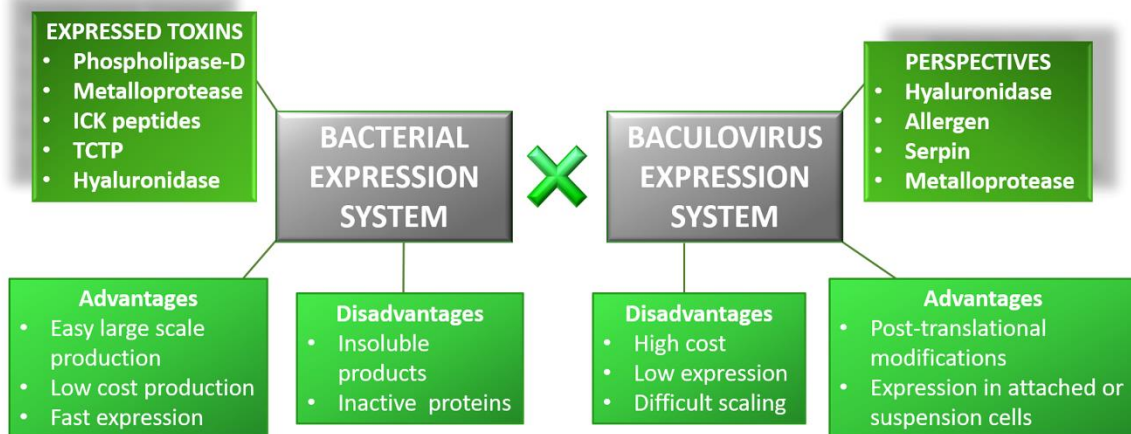 EXPRESSED TOXINS
• Phospholipase-D
• Metalloprotease
• ICK peptides
• TCTP
• Hyaluronidase
BACTERIAL
EXPRESSION
SYSTEM
BACULOVIRUS
EXPRESSION
SYSTEM
PERSPECTIVES
• Hyaluronidase
• Allergen
• Serpin
• Metalloprotease
Advantages
• Easy large scale
production
• Low cost production
• Fast expression
Disadvantages
• Insoluble
products
• Inactive proteins
Disadvantages
• High cost
• Low expression
• Difficult scaling
Advantages
• Post-translational
modifications
• Expression in attached or
suspension cells